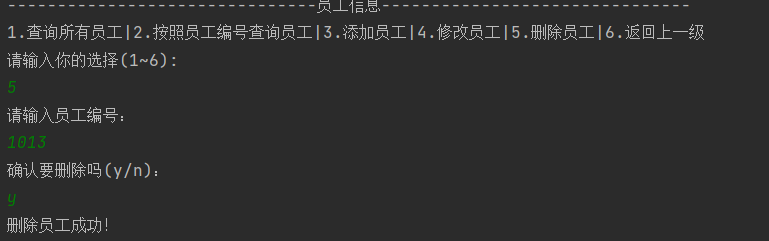 --------------------------------员工信息--------------------------------
1.查询所有员工|2.按照员工编号查询员工|3.添加员工|4.修改员工|5.删除员工|6.返回上一级
请输入你的选择(1~6):
5
请输入员工编号:
1013
确认要删除吗(y/n):
y
删除员工成功!